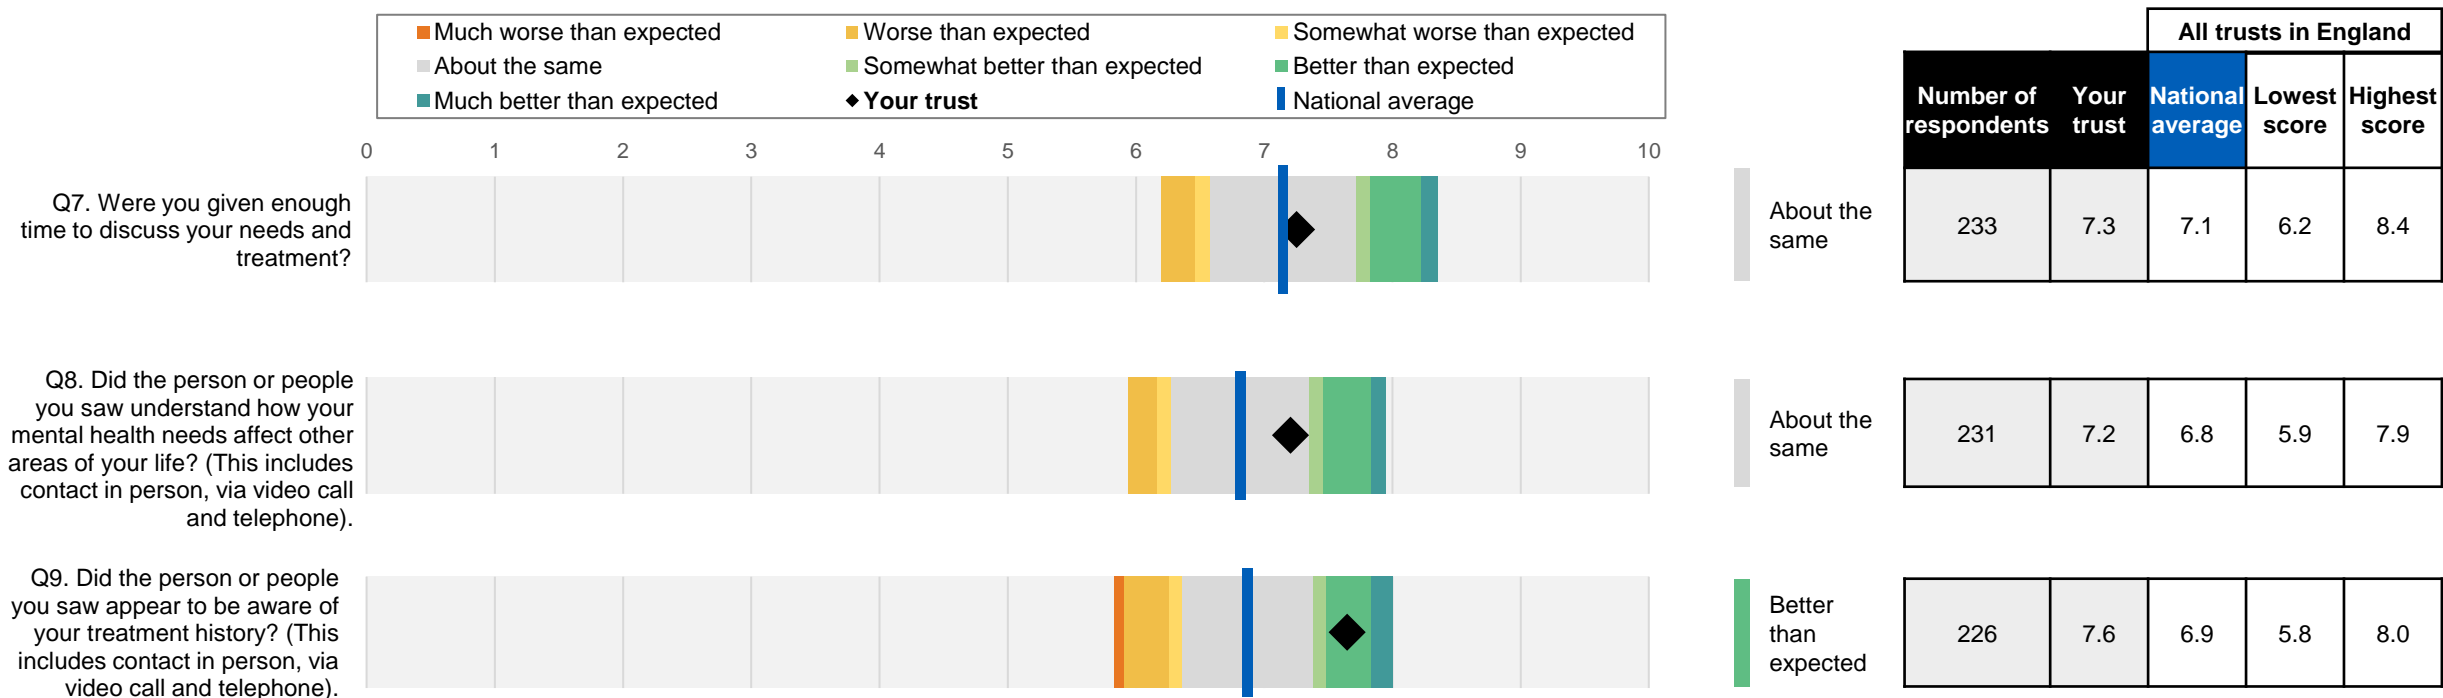 Much worse than expected
Worse than expected
Somewhat worse than expected
About the same
Somewhat better than expected
Better than expected
Much better than expected
Your trust
National average
All trusts in England
Number of
respondents
Your
trust
National
average
Lowest
score
Highest
score
0 1 2 3 4 5 6 7 8 9 10
Q7. Were you given enough
time to discuss your needs and
treatment?
About the
same
233 7.3 7.1 6.2 8.4
Q8. Did the person or people
you saw understand how your
mental health needs affect other
areas of your life? (This includes
contact in person, via video call
and telephone).
About the
same
231 7.2 6.8 5.9 7.9
Q9. Did the person or people
you saw appear to be aware of
your treatment history? (This
includes contact in person, via
video call and telephone).
Better
than
expected
226 7.6 6.9 5.8 8.0